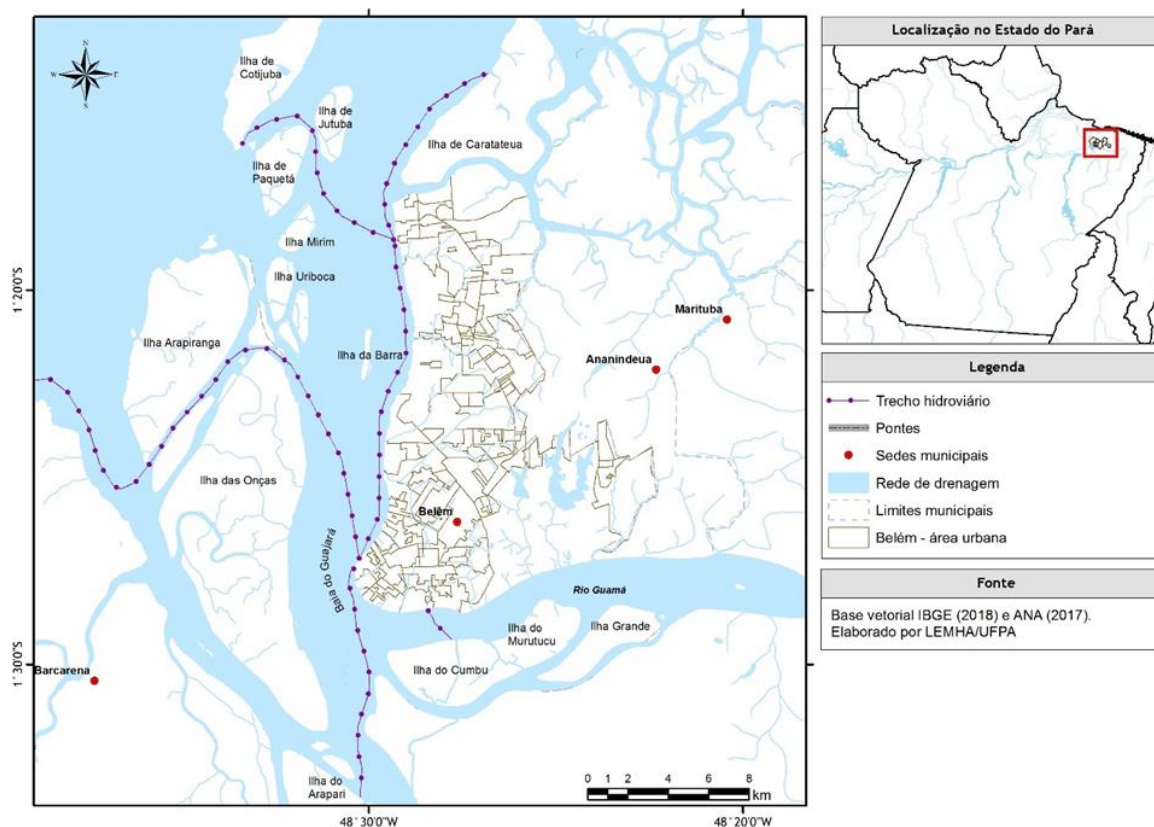 N
W
E
S
Ilha de
Cotijuba
Ilha de
Jutuba
Ilha de Caratateua
Ilha de
Paquetá
Ilha Mirim
Ilha Uriboca
Marituba
Ilha Arapiranga
Ilha da Barra
Ananindeua
Ilha das Onças
Belém
Baía do Guajará
Rio Guamá
Ilha do
Murutucu
Ilha Grande
Ilha do Cumbu
Barcarena
Ilha do
Arapari
0 1 2 4 6 8
km
1°20'0"S
1°30'0"S
48°30'0"W
48°20'0"W
Localização no Estado do Pará
Legenda
Trecho hidroviário
Pontes
Sedes municipais
Rede de drenagem
Limites municipais
Belém - área urbana
Fonte
Base vetorial IBGE (2018) e ANA (2017).
Elaborado por LEMHA/UFPA